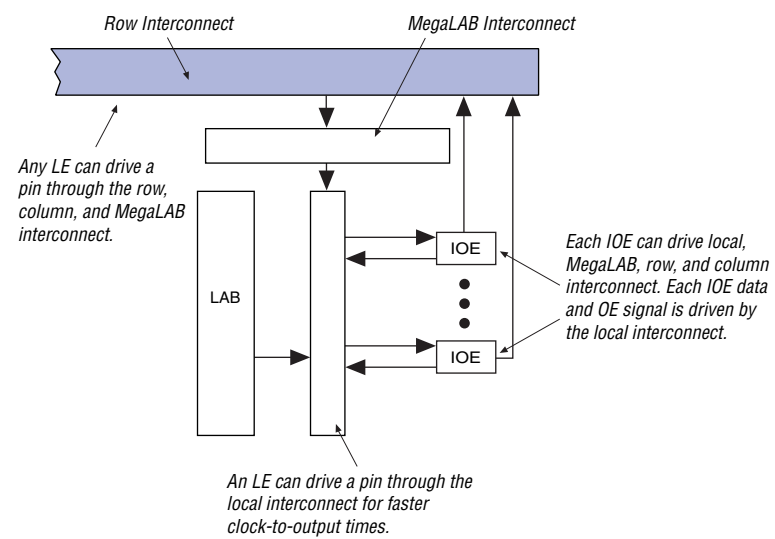 Row Interconnect
MegaLAB Interconnect
Any LE can drive a
pin through the row,
column, and MegaLAB
interconnect.
LAB
IOE
IOE
Each IOE can drive local,
MegaLAB, row, and column
interconnect. Each IOE data
and OE signal is driven by
the local interconnect.
An LE can drive a pin through the
local interconnect for faster
clock-to-output times.